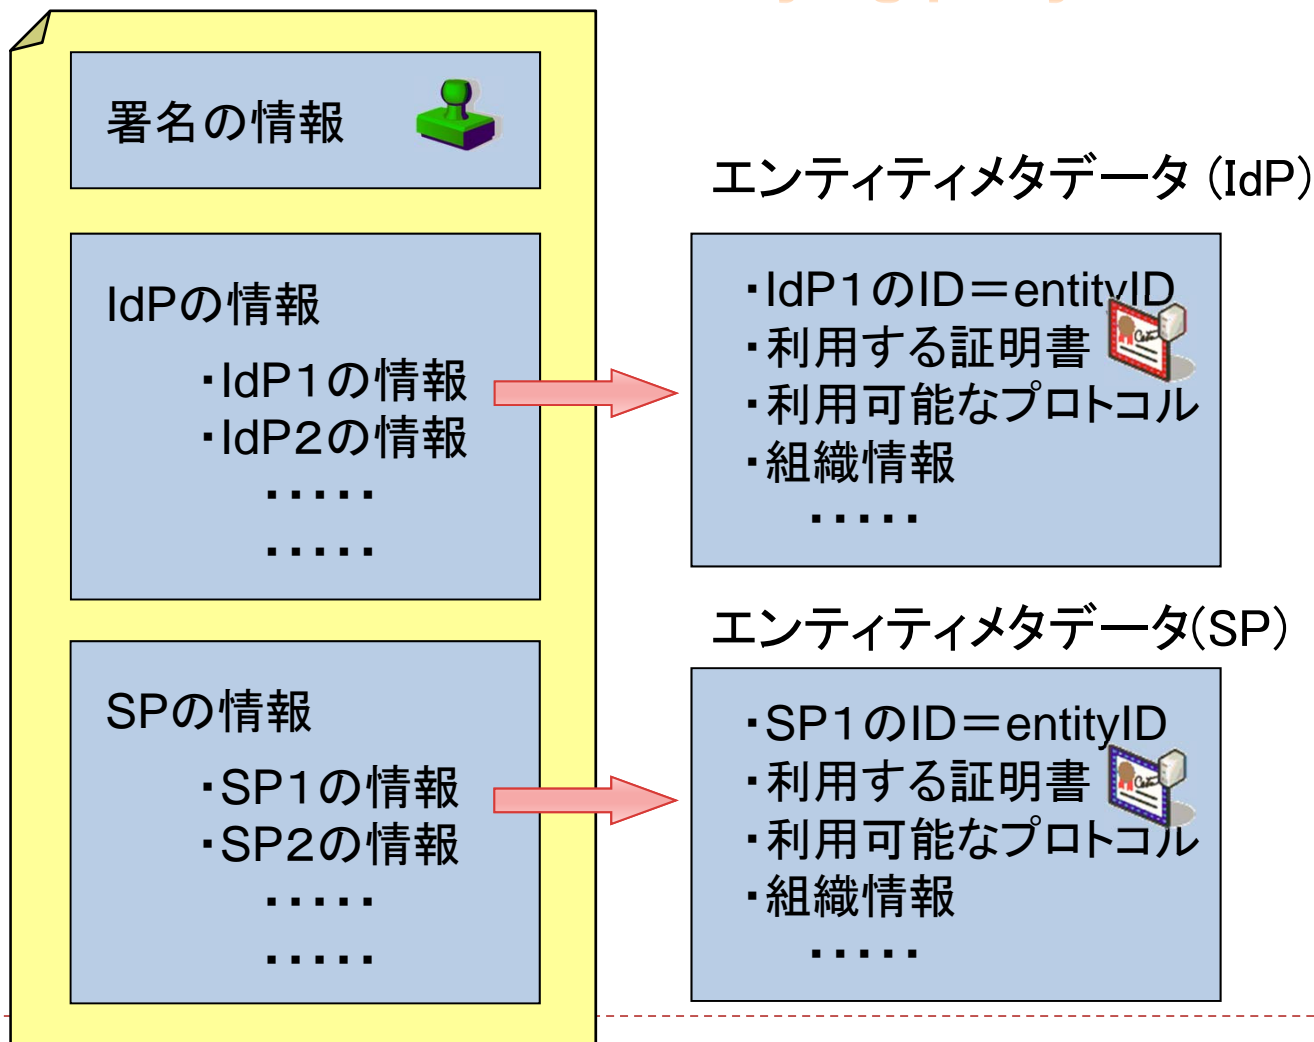 署名の情報
IdPの情報
・IdP１の情報
・IdP２の情報
・・・・・
・・・・・
SPの情報
・SP１の情報
・SP２の情報
・・・・・
・・・・・
エンティティメタデータ (IdP)
・IdP１のID＝entityID
・利用する証明書
・利用可能なプロトコル
・組織情報
・・・・・
エンティティメタデータ(SP)
・SP１のID＝entityID
・利用する証明書
・利用可能なプロトコル
・組織情報
・・・・・